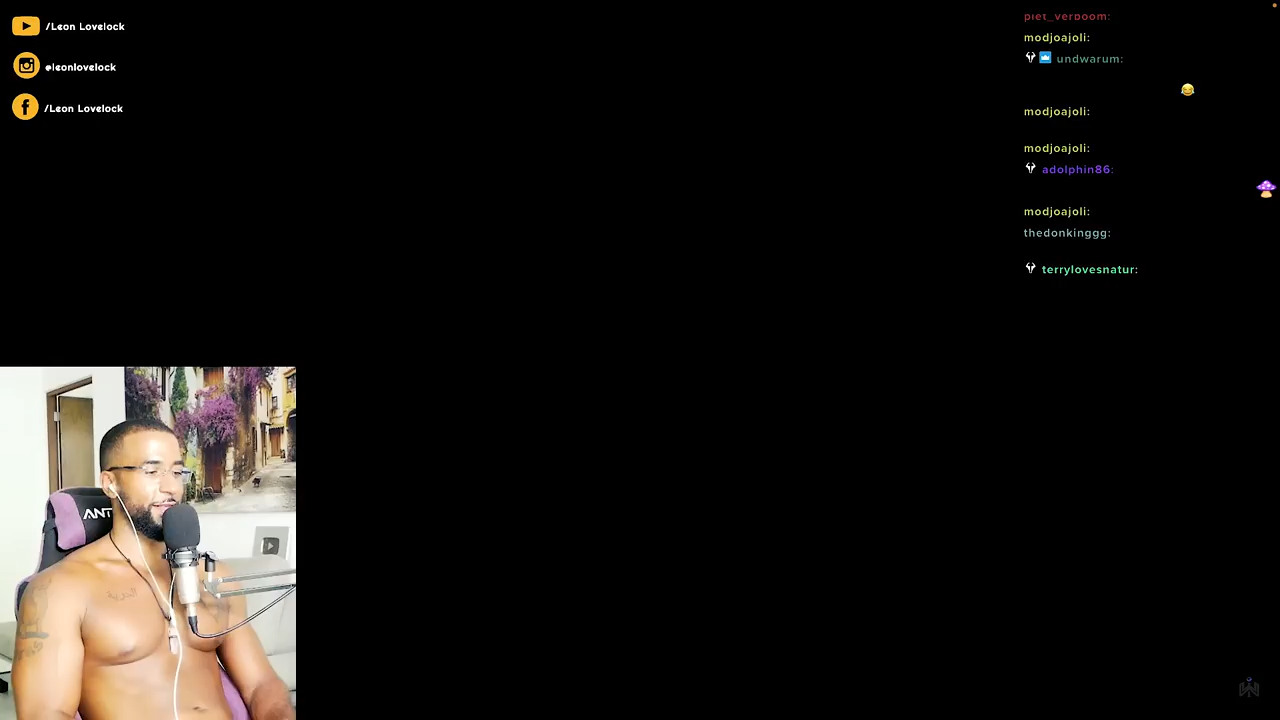 /Leon Lovelock
@leonlovelock
/Leon Lovelock
piet_verboom:
modjoajoli:
undwarum:
modjoajoli:
modjoajoli:
adolphin86:
modjoajoli:
thedonkinggg:
terrylovesnatur:
ANT